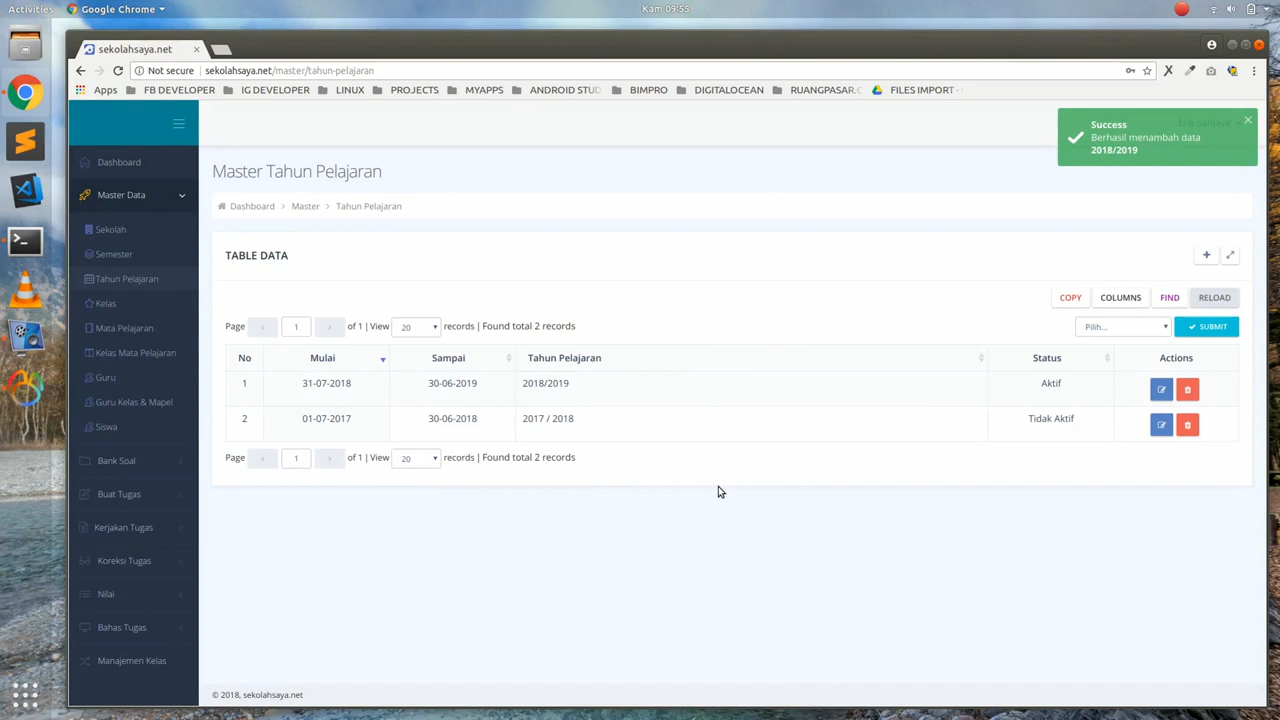 Activities
Google Chrome
Kam 09:55
sekolahsaya.net
Not secure
sekolahsaya.net/master/tahun-pelajaran
Apps
FB DEVELOPER
IG DEVELOPER
LINUX
PROJECTS
MYAPPS
ANDROID STUD
BIMPRO
DIGITALOCEAN
RUANGPASAR.C
FILES IMPORT -
Success
Berhasil menambah data
2018/2019
Dashboard
Master Data
Sekolah
Semester
Tahun Pelajaran
Kelas
Mata Pelajaran
Kelas Mata Pelajaran
Guru
Guru Kelas & Mapel
Siswa
Bank Soal
Buat Tugas
Kerjakan Tugas
Koreksi Tugas
Nilai
Bahas Tugas
Manajemen Kelas
Master Tahun Pelajaran
Dashboard > Master > Tahun Pelajaran
TABLE DATA
COPY COLUMNS FIND RELOAD
Page 1 of 1 | View 20 records | Found total 2 records
Pilih... SUBMIT
No Mulai Sampai Tahun Pelajaran Status Actions
1 31-07-2018 30-06-2019 2018/2019 Aktif
2 01-07-2017 30-06-2018 2017 / 2018 Tidak Aktif
Page 1 of 1 | View 20 records | Found total 2 records
© 2018, sekolahsaya.net